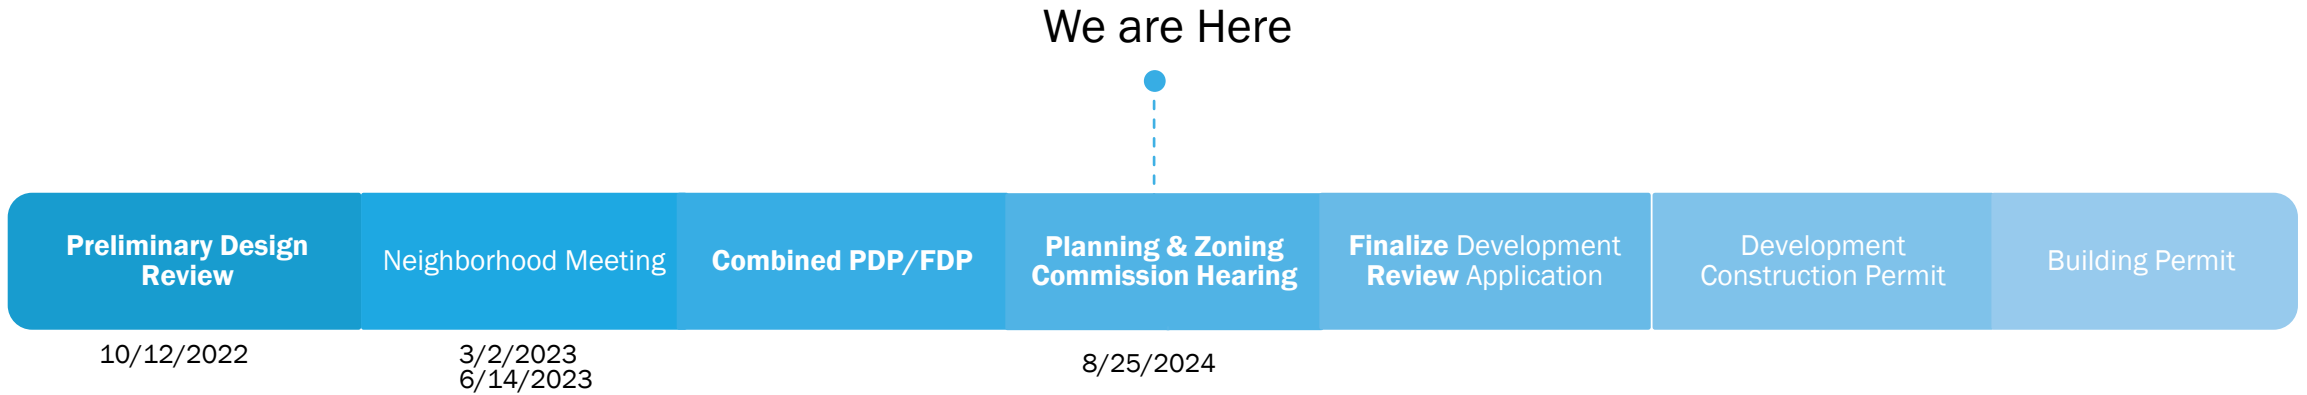 We are Here
Preliminary Design
Review
Neighborhood Meeting
Combined PDP/FDP
Planning & Zoning
Commission Hearing
Finalize Development
Review Application
Development
Construction Permit
Building Permit
10/12/2022
3/2/2023
6/14/2023
8/25/2024